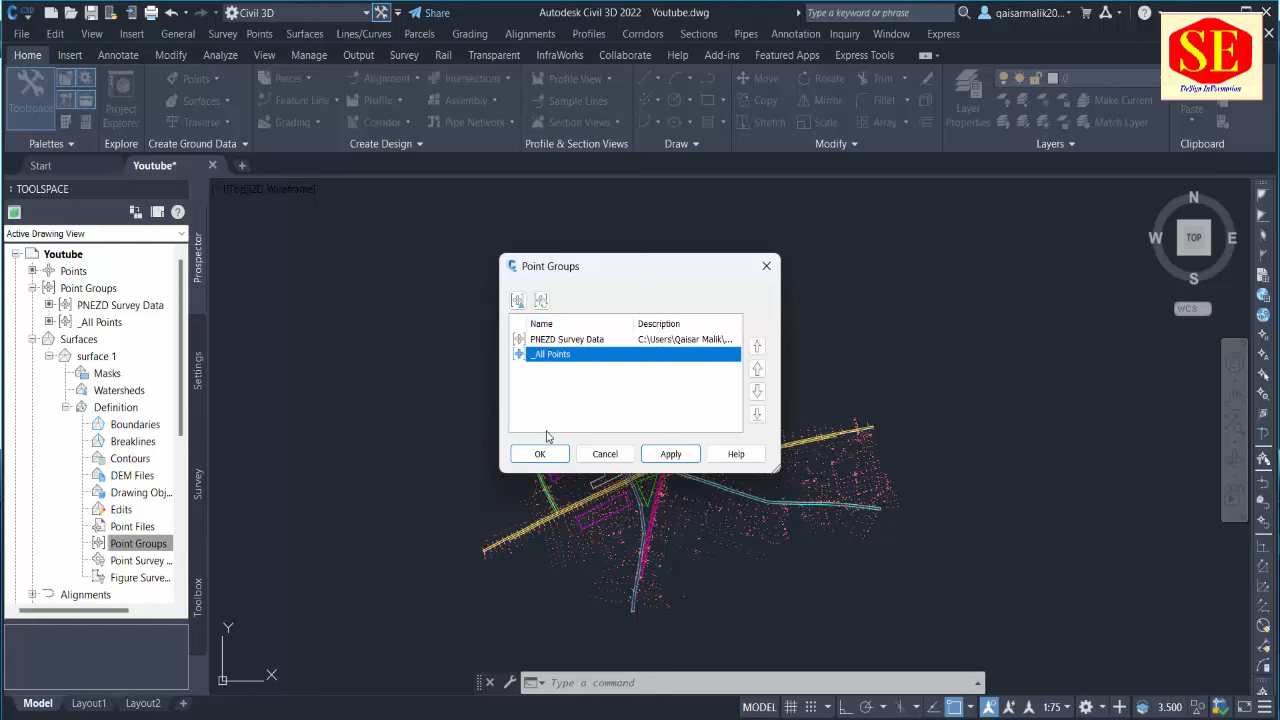 Civil 3D
Share
Autodesk Civil 3D 2022 Youtube.dwg
Type a keyword or phrase
qaisarmalik20...
File Edit View Insert General Survey Points Surfaces Lines/Curves Parcels Grading Profiles Corridors Sections Pipes Annotation Inquiry Window Express
SE
DeSign InFormation
Home Insert Annotate Modify Analyze View Manage Output Survey Rail Transparent InfraWorks Collaborate Help Add-ins Featured Apps Express Tools
Points Parcel Alignment Intersections Profile View Move Rotate Trim 0
Toolspace Project Explorer Surfaces Feature Line Profile Assembly Sample Lines Copy Mirror Fillet Layer Properties Make Current Paste
Traverse Grading Corridor Pipe Network Section Views Stretch Scale Array Match Layer
Palettes Explore Create Ground Data Create Design Profile & Section Views Draw Modify Layers Clipboard
Start Youtube*
TOOLSPACE
[Top][2D Wireframe]
Active Drawing View
Youtube
Points
Point Groups
PNEZD Survey Data
_All Points
Surfaces
surface 1
Masks
Watersheds
Definition
Boundaries
Breaklines
Contours
DEM Files
Drawing Obj...
Edits
Point Files
Point Groups
Point Survey ...
Figure Surve...
Alignments
Prospector
Settings
Survey
Toolbox
N
W TOP E
S
WCS
Point Groups
Name Description
PNEZD Survey Data C:\Users\Qaisar Malik\...
_All Points
OK Cancel Apply Help
Y
X
Type a command
Model Layout1 Layout2
MODEL 1:75 3.500